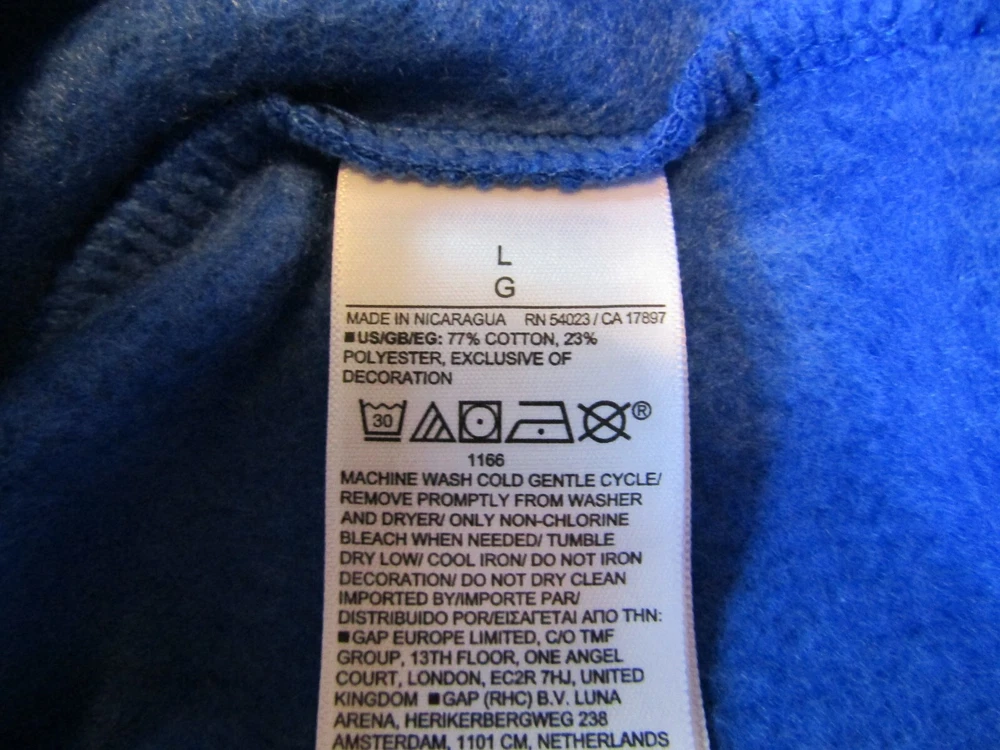 L
G
MADE IN NICARAGUA RN 54023 / CA 17897
■US/GB/EG: 77% COTTON, 23%
POLYESTER, EXCLUSIVE OF
DECORATION
30 ®
1166
MACHINE WASH COLD GENTLE CYCLE/
REMOVE PROMPTLY FROM WASHER
AND DRYER/ ONLY NON-CHLORINE
BLEACH WHEN NEEDED/ TUMBLE
DRY LOW/ COOL IRON/ DO NOT IRON
DECORATION/ DO NOT DRY CLEAN
IMPORTED BY/IMPORTE PAR/
DISTRIBUIDO POR/ΕΙΣΑΓΕΤΑΙ ΑΠΟ ΤΗΝ:
■GAP EUROPE LIMITED, C/O TMF
GROUP, 13TH FLOOR, ONE ANGEL
COURT, LONDON, EC2R 7HJ, UNITED
KINGDOM ■GAP (RHC) B.V. LUNA
ARENA, HERIKERBERGWEG 238
AMSTERDAM, 1101 CM, NETHERLANDS